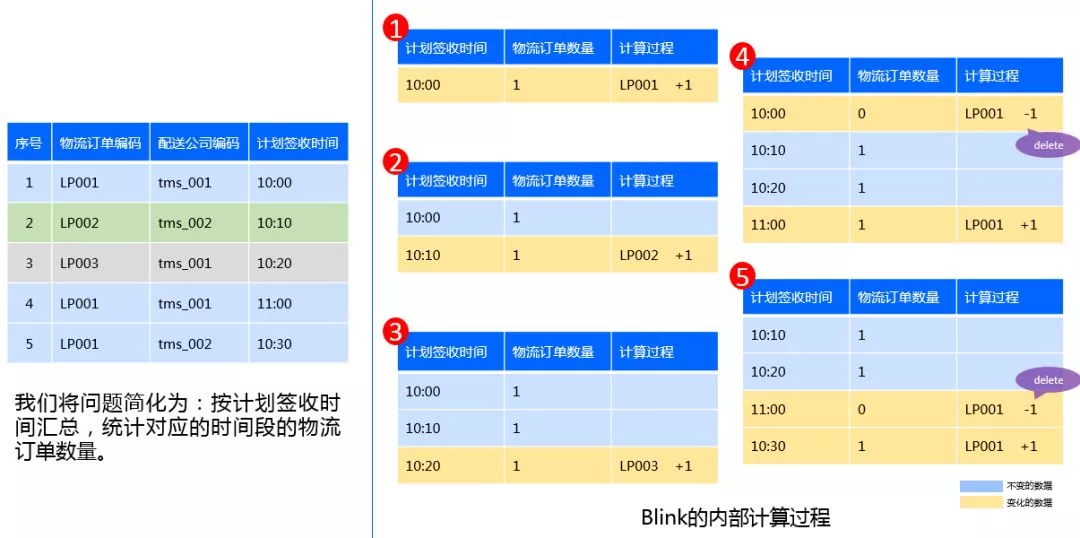 序号 物流订单编码 配送公司编码 计划签收时间
1 LP001 tms_001 10:00
2 LP002 tms_002 10:10
3 LP003 tms_001 10:20
4 LP001 tms_001 11:00
5 LP001 tms_002 10:30
我们将问题简化为：按计划签收时
间汇总，统计对应的时间段的物流
订单数量。
1
计划签收时间 物流订单数量 计算过程
10:00 1 LP001 +1
2
计划签收时间 物流订单数量 计算过程
10:00 1
10:10 1 LP002 +1
3
计划签收时间 物流订单数量 计算过程
10:00 1
10:10 1
10:20 1 LP003 +1
4
计划签收时间 物流订单数量 计算过程
10:00 0 LP001 -1
delete
10:10 1
10:20 1
11:00 1 LP001 +1
5
计划签收时间 物流订单数量 计算过程
10:10 1
10:20 1
delete
11:00 0 LP001 -1
10:30 1 LP001 +1
不变的数据
变化的数据
Blink的内部计算过程